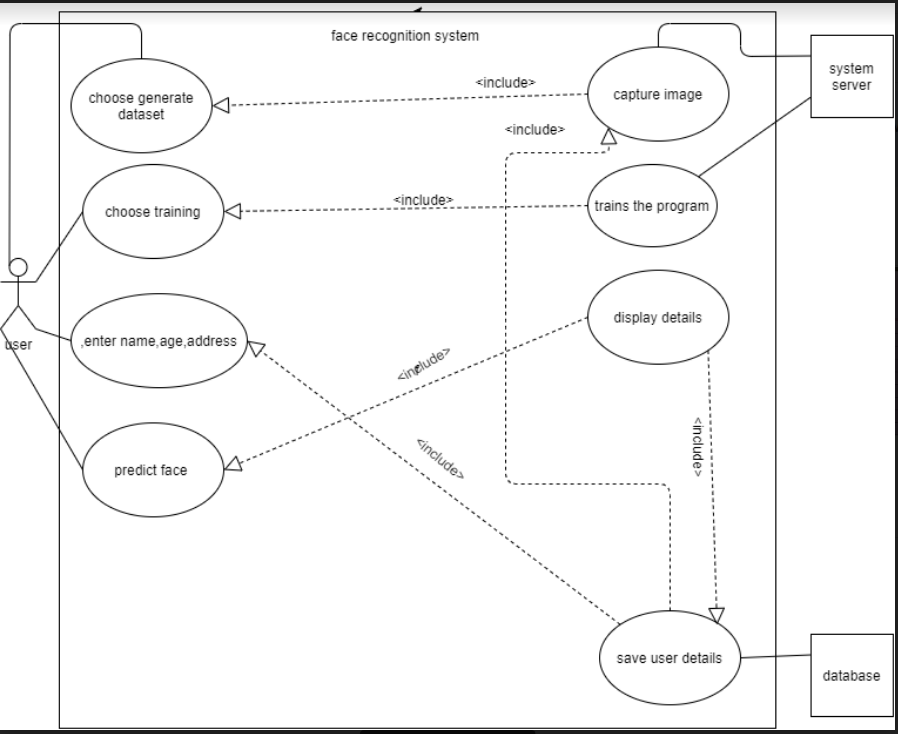 face recognition system
choose generate
dataset
<include>
capture image
system
server
<include>
choose training
<include>
trains the program
display details
user
,enter name,age,address
<include>
<include>
<include>
predict face
save user details
database